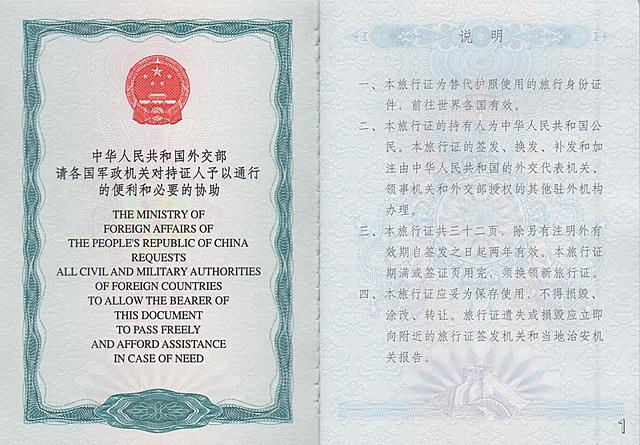 中华人民共和国外交部
请各国军政机关对持证人予以通行
的便利和必要的协助
THE MINISTRY OF
FOREIGN AFFAIRS OF
THE PEOPLE'S REPUBLIC OF CHINA
REQUESTS
ALL CIVIL AND MILITARY AUTHORITIES
OF FOREIGN COUNTRIES
TO ALLOW THE BEARER OF
THIS DOCUMENT
TO PASS FREELY
AND AFFORD ASSISTANCE
IN CASE OF NEED
说 明
一、本旅行证为替代护照使用的旅行身份证
件，前往世界各国有效。
二、本旅行证的持有人为中华人民共和国公
民。本旅行证的签发、换发、补发和加
注由中华人民共和国的外交代表机关、
领事机关和外交部授权的其他驻外机构
办理。
三、本旅行证共三十二页，除另有注明外有
效期自签发之日起两年有效。本旅行证
期满或签证页用完，须换领新旅行证。
四、本旅行证应妥为保存使用，不得损毁、
涂改、转让。旅行证遗失或损毁应立即
向附近的旅行证签发机关和当地治安机
关报告。
1